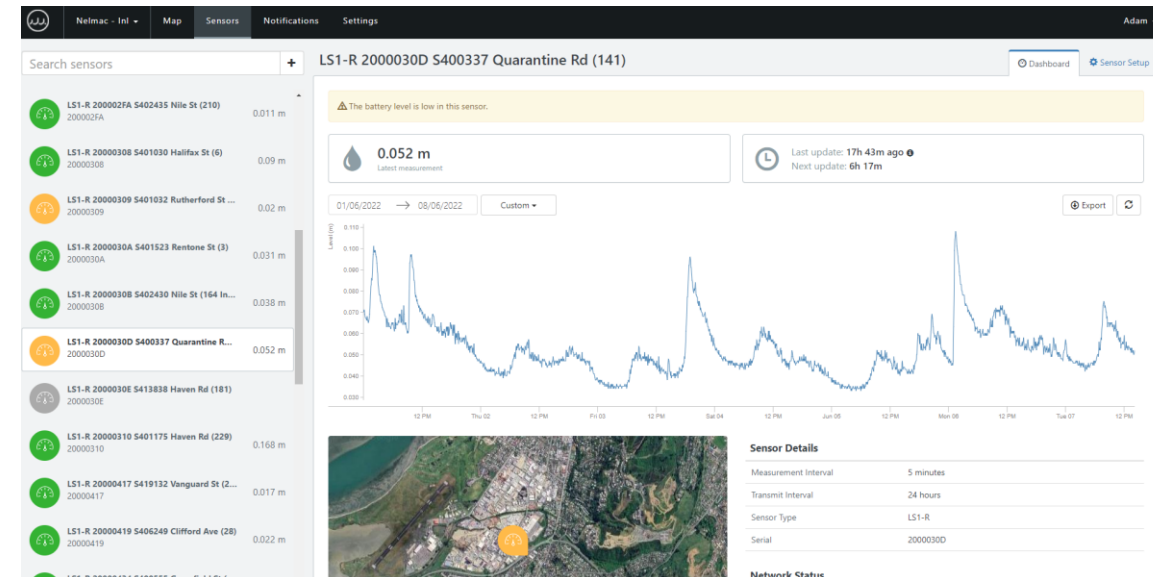 Nelmac - Inl Map Sensors Notifications Settings Adam
Search sensors +
LS1-R 200002FA S402435 Nile St (210)
200002FA
0.011 m
LS1-R 20000308 S401030 Halifax St (6)
20000308
0.09 m
LS1-R 20000309 S401032 Rutherford St ...
20000309
0.02 m
LS1-R 2000030A S401523 Rentone St (3)
2000030A
0.031 m
LS1-R 2000030B S402430 Nile St (164 In...
2000030B
0.038 m
LS1-R 2000030D S400337 Quarantine R...
2000030D
0.052 m
LS1-R 2000030E S413838 Haven Rd (181)
2000030E
LS1-R 20000310 S401175 Haven Rd (229)
20000310
0.168 m
LS1-R 20000417 S419132 Vanguard St (2...
20000417
0.017 m
LS1-R 20000419 S406249 Clifford Ave (28)
20000419
0.022 m
LS1-R 2000030D S400337 Quarantine Rd (141)
Dashboard Sensor Setup
The battery level is low in this sensor.
0.052 m
Latest measurement
Last update: 17h 43m ago
Next update: 6h 17m
01/06/2022 → 08/06/2022 Custom
Export
Level (m)
0.110
0.100
0.090
0.080
0.070
0.060
0.050
0.040
0.030
12 PM Thu 02 12 PM Fri 03 12 PM Sat 04 12 PM Jun 05 12 PM Mon 06 12 PM Tue 07 12 PM
Sensor Details
Measurement Interval 5 minutes
Transmit Interval 24 hours
Sensor Type LS1-R
Serial 2000030D
Network Status